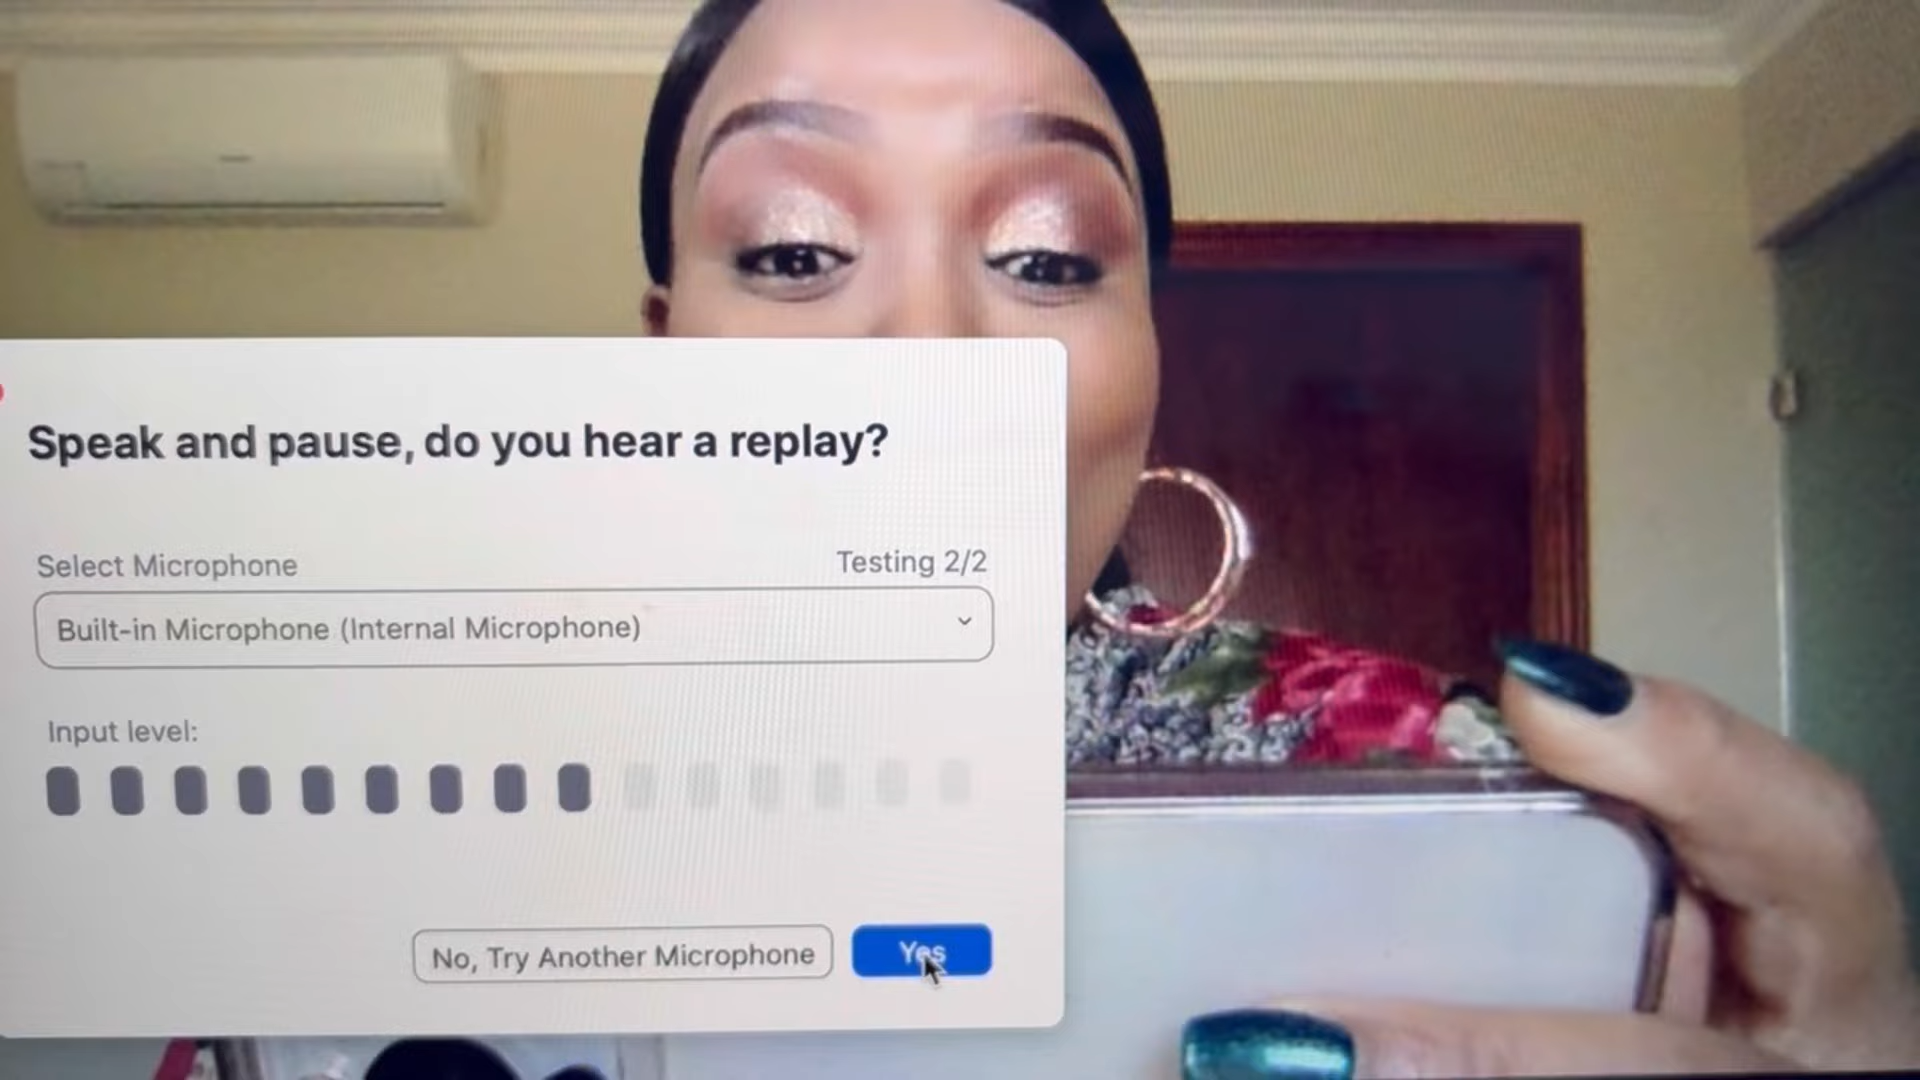 Speak and pause, do you hear a replay?
Select Microphone
Testing 2/2
Built-in Microphone (Internal Microphone)
Input level:
No, Try Another Microphone
Yes